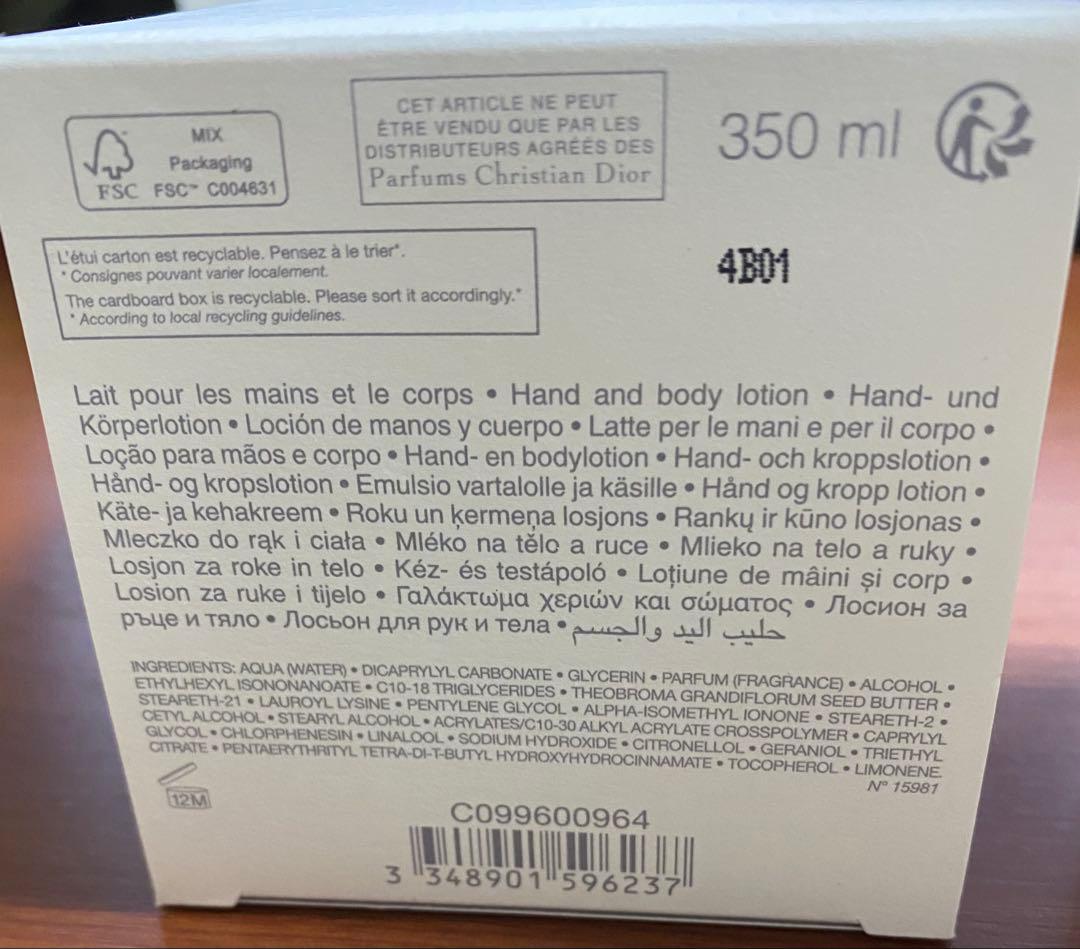 MIX
Packaging
FSC FSC™ C004631
CET ARTICLE NE PEUT
ÊTRE VENDU QUE PAR LES
DISTRIBUTEURS AGRÉÉS DES
Parfums Christian Dior
350 ml
L'étui carton est recyclable. Pensez à le trier*.
* Consignes pouvant varier localement.
The cardboard box is recyclable. Please sort it accordingly.*
* According to local recycling guidelines.
4B01
Lait pour les mains et le corps • Hand and body lotion • Hand- und
Körperlotion • Loción de manos y cuerpo • Latte per le mani e per il corpo •
Loção para mãos e corpo • Hand- en bodylotion • Hand- och kroppslotion •
Hånd- og kropslotion • Emulsio vartalolle ja käsille • Hånd og kropp lotion •
Käte- ja kehakreem • Roku un ķermeņa losjons • Rankų ir kūno losjonas •
Mleczko do rąk i ciała • Mléko na tělo a ruce • Mlieko na telo a ruky •
Losjon za roke in telo • Kéz- és testápoló • Loțiune de mâini și corp •
Losion za ruke i tijelo • Γαλάκτωμα χεριών και σώματος • Лосион за
ръце и тяло • Лосьон для рук и тела • حليب اليد والجسم
INGREDIENTS: AQUA (WATER) • DICAPRYLYL CARBONATE • GLYCERIN • PARFUM (FRAGRANCE) • ALCOHOL •
ETHYLHEXYL ISONONANOATE • C10-18 TRIGLYCERIDES • THEOBROMA GRANDIFLORUM SEED BUTTER •
STEARETH-21 • LAUROYL LYSINE • PENTYLENE GLYCOL • ALPHA-ISOMETHYL IONONE • STEARETH-2 •
CETYL ALCOHOL • STEARYL ALCOHOL • ACRYLATES/C10-30 ALKYL ACRYLATE CROSSPOLYMER • CAPRYLYL
GLYCOL • CHLORPHENESIN • LINALOOL • SODIUM HYDROXIDE • CITRONELLOL • GERANIOL • TRIETHYL
CITRATE • PENTAERYTHRITYL TETRA-DI-T-BUTYL HYDROXYHYDROCINNAMATE • TOCOPHEROL • LIMONENE.
N° 15981
12M
C099600964
3 348901 596237